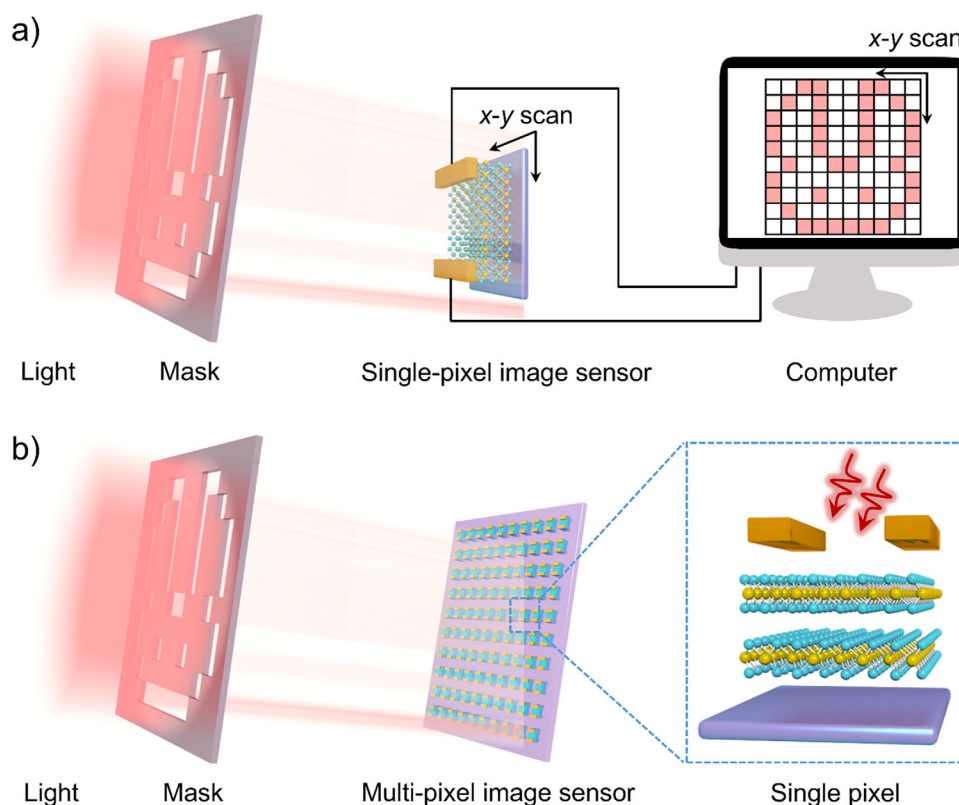 a)
x-y scan
x-y scan
Light
Mask
Single-pixel image sensor
Computer
b)
Light
Mask
Multi-pixel image sensor
Single pixel